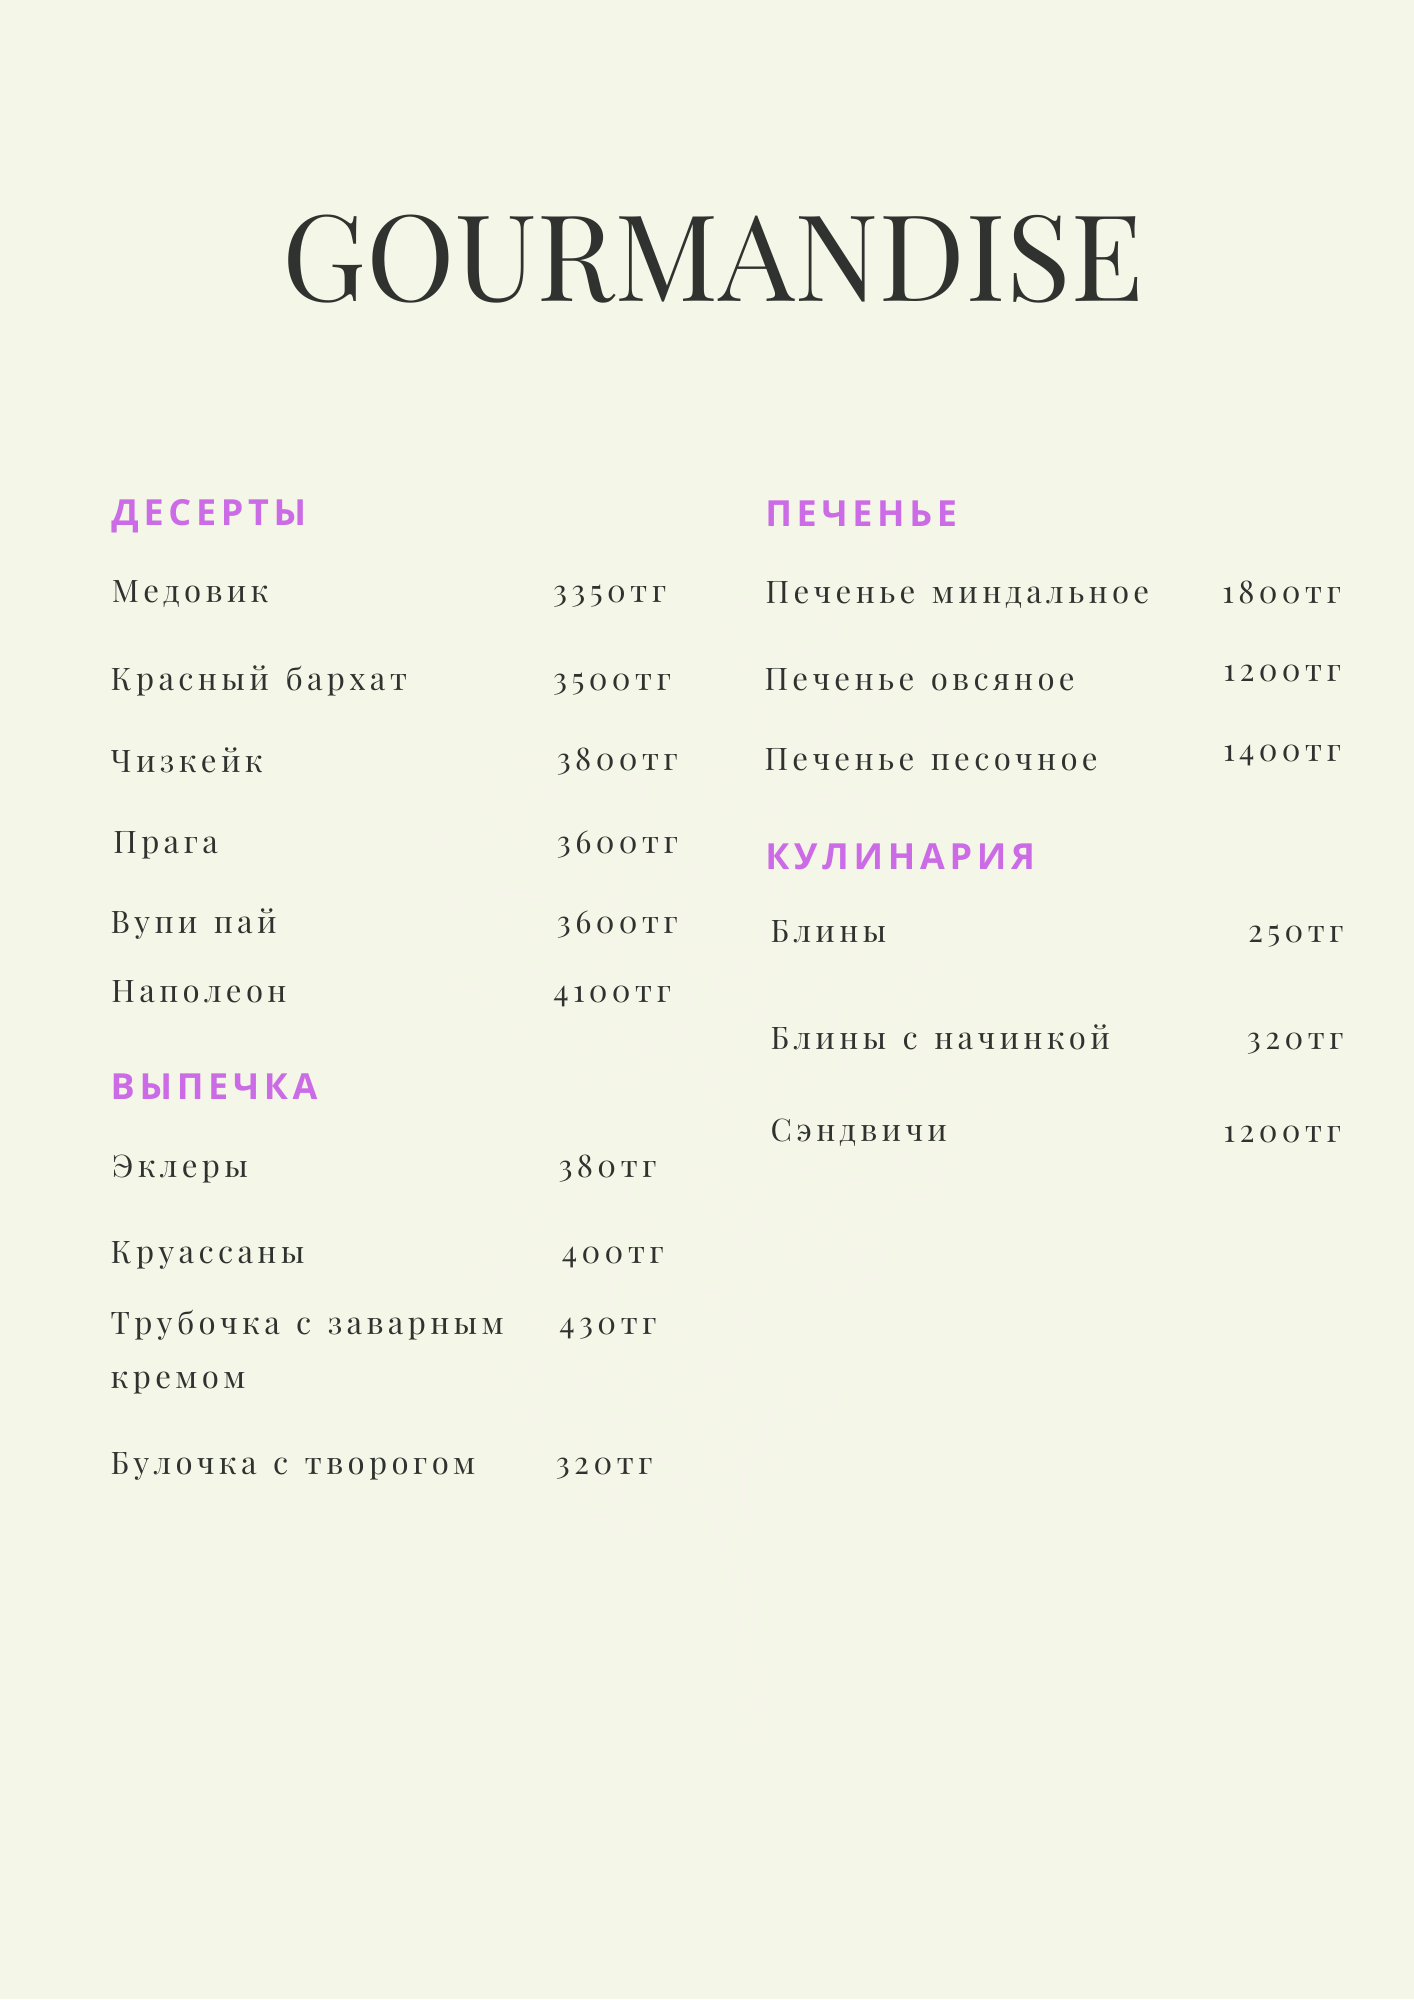 GOURMANDISE
ДЕСЕРТЫ
Медовик 3350тг
Красный бархат 3500тг
Чизкейк 3800тг
Прага 3600тг
Вупи пай 3600тг
Наполеон 4100тг
ВЫПЕЧКА
Эклеры 380тг
Круассаны 400тг
Трубочка с заварным 430тг
кремом
Булочка с творогом 320тг
ПЕЧЕНЬЕ
Печенье миндальное 1800тг
Печенье овсяное 1200тг
Печенье песочное 1400тг
КУЛИНАРИЯ
Блины 250тг
Блины с начинкой 320тг
Сэндвичи 1200тг